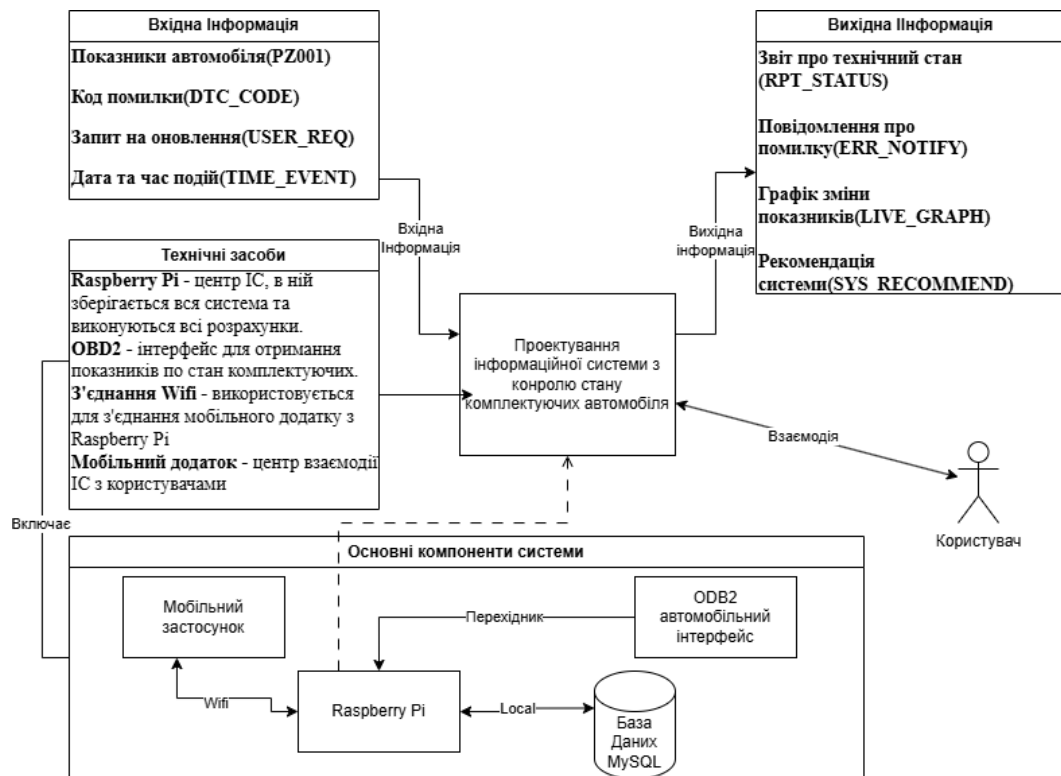 Вхідна Інформація
Показники автомобіля(PZ001)
Код помилки(DTC_CODE)
Запит на оновлення(USER_REQ)
Дата та час подій(TIME_EVENT)
Вихідна ІІнформація
Звіт про технічний стан
(RPT_STATUS)
Повідомлення про
помилку(ERR_NOTIFY)
Графік зміни
показників(LIVE_GRAPH)
Рекомендація
системи(SYS_RECOMMEND)
Вхідна
Інформація
Вихідна
інформація
Технічні засоби
Raspberry Pi - центр ІС, в ній
зберігається вся система та
виконуються всі розрахунки.
OBD2 - інтерфейс для отримання
показників по стан комплектуючих.
З'єднання Wifi - використовується
для з'єднання мобільного додатку з
Raspberry Pi
Мобільний додаток - центр взаємодії
ІС з користувачами
Проектування
інформаційної системи з
конролю стану
комплектуючих автомобіля
Взаємодія
Користувач
Включає
Основні компоненти системи
Мобільний
застосунок
Перехідник
ODB2
автомобільний
інтерфейс
Wifi
Raspberry Pi
Local
База
Даних
MySQL